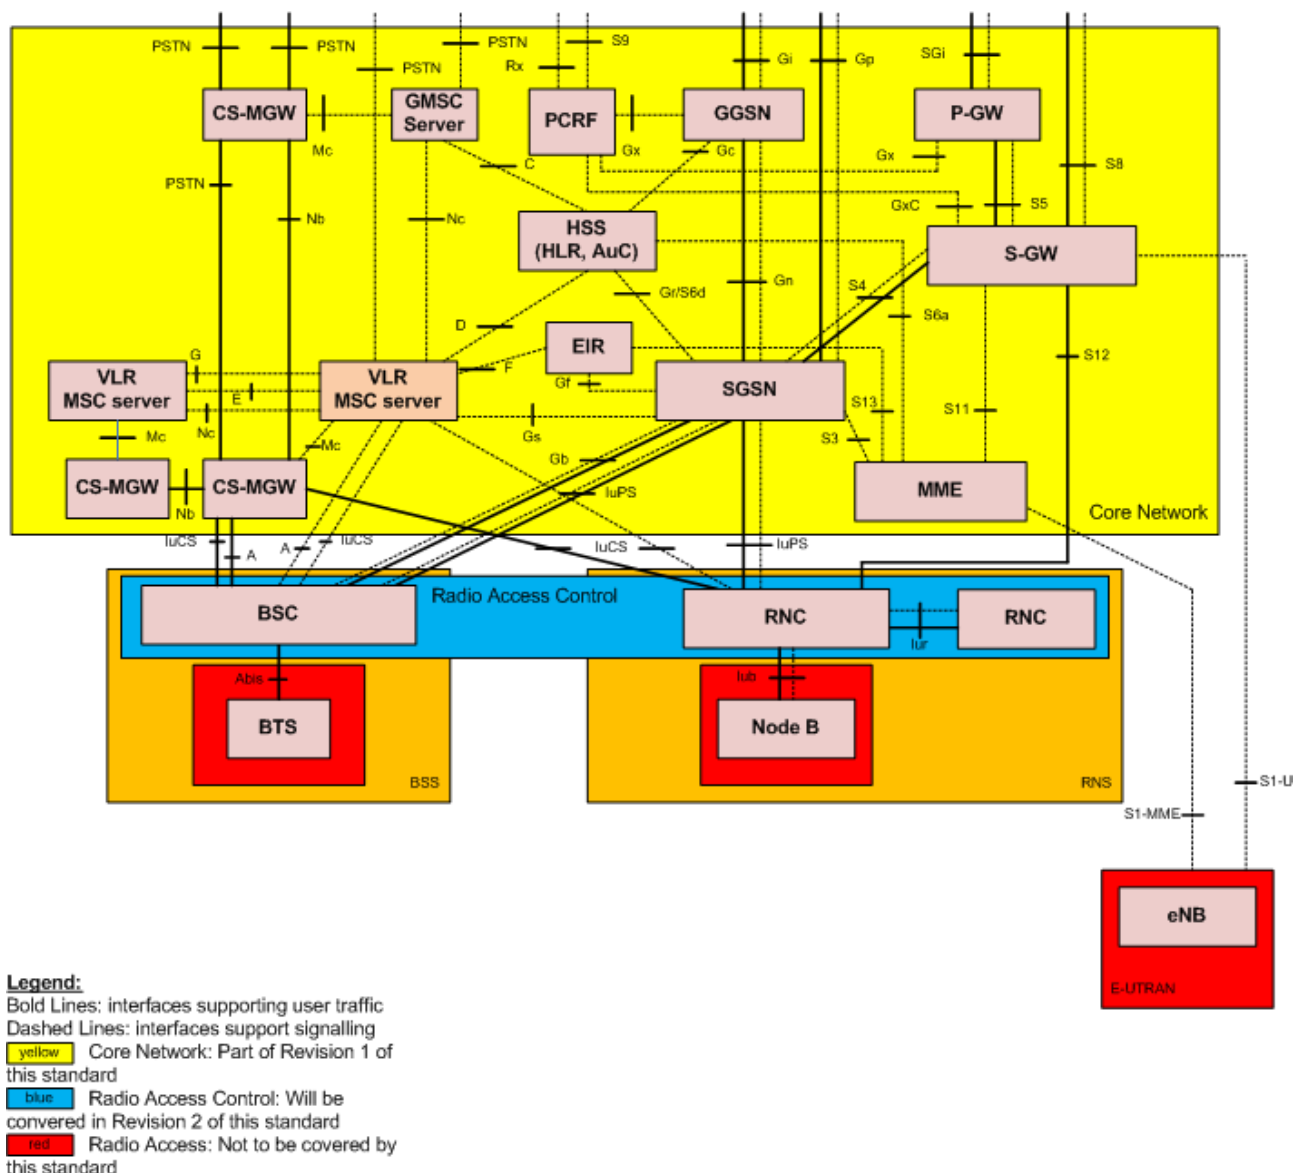 PSTN
PSTN
PSTN
PSTN
S9
Rx
Gi
Gp
SGi
CS-MGW
GMSC
Server
PCRF
GGSN
P-GW
Mc
Gx
Gc
Gx
S8
C
PSTN
Nb
Nc
GxC
S5
HSS
(HLR, AuC)
S-GW
Gr/S6d
Gn
S4
S6a
D
EIR
S12
G
F
Gf
VLR
MSC server
VLR
MSC server
SGSN
E
Nc
Mc
Mc
Gs
S13
S3
S11
Gb
CS-MGW
CS-MGW
Nb
IuPS
MME
Core Network
IuCS
A
A
IuCS
IuCS
IuPS
Radio Access Control
BSC
RNC
RNC
Iur
Abis
Iub
BTS
Node B
BSS
RNS
S1-U
S1-MME
eNB
E-UTRAN
Legend:
Bold Lines: interfaces supporting user traffic
Dashed Lines: interfaces support signalling
yellow Core Network: Part of Revision 1 of
this standard
blue Radio Access Control: Will be
convered in Revision 2 of this standard
red Radio Access: Not to be covered by
this standard